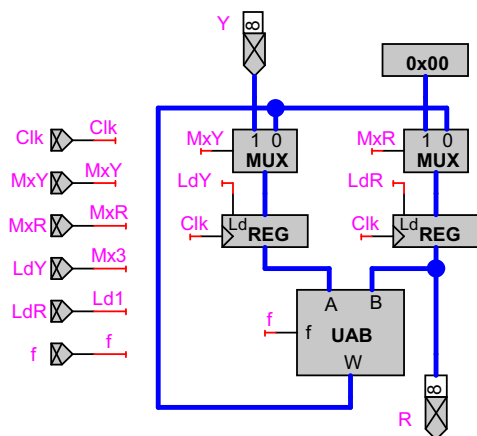 Y
8
0x00
Clk Clk
MxY MxY
MxR MxR
LdY Mx3
LdR Ld1
f f
MxY 1 0 MUX
MxR 1 0 MUX
LdY
LdR
Clk Ld REG
Clk Ld REG
A B
f f UAB
W
8
R